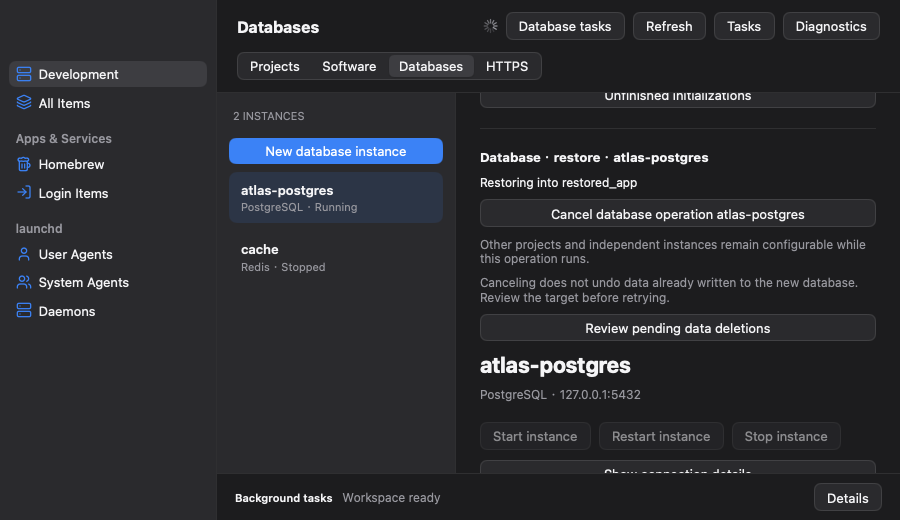 Databases
Database tasks
Refresh
Tasks
Diagnostics
Projects
Software
Databases
HTTPS
Development
All Items
Apps & Services
Homebrew
Login Items
launchd
User Agents
System Agents
Daemons
2 INSTANCES
New database instance
atlas-postgres
PostgreSQL · Running
cache
Redis · Stopped
Unfinished initializations
Database · restore · atlas-postgres
Restoring into restored_app
Cancel database operation atlas-postgres
Other projects and independent instances remain configurable while
this operation runs.
Canceling does not undo data already written to the new database.
Review the target before retrying.
Review pending data deletions
atlas-postgres
PostgreSQL · 127.0.0.1:5432
Start instance
Restart instance
Stop instance
Show connection details
Background tasks
Workspace ready
Details